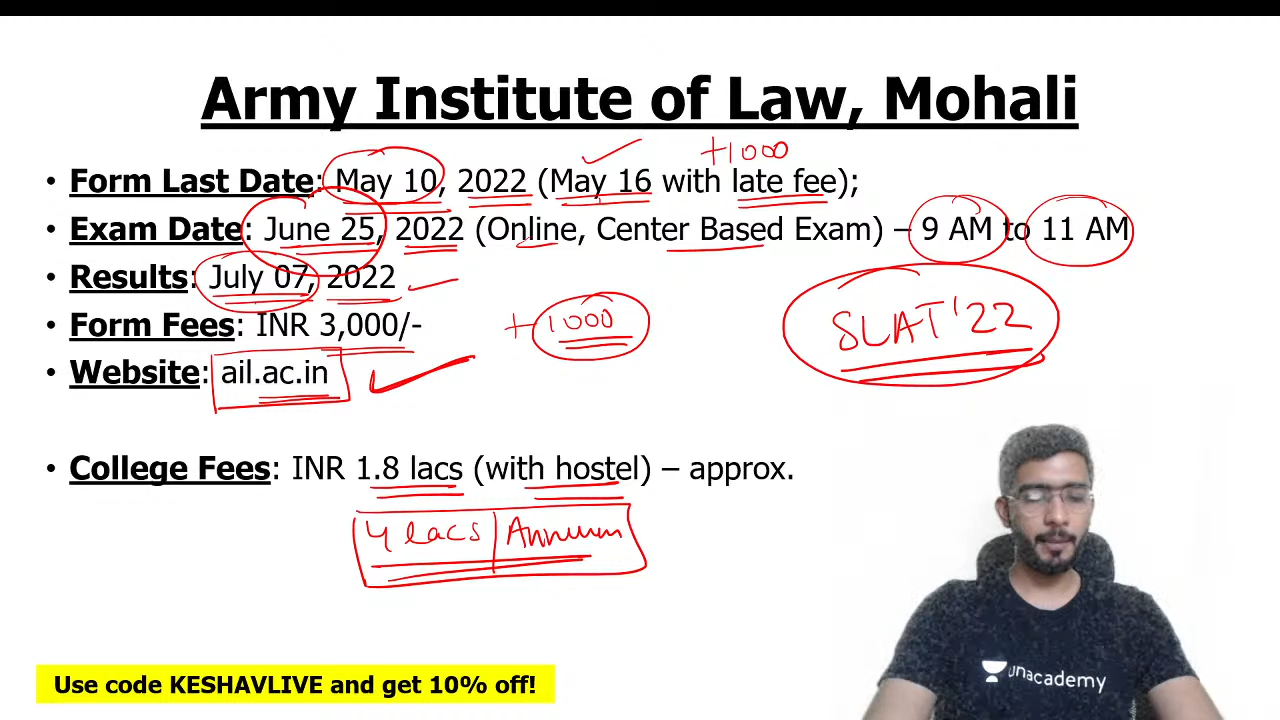 Army Institute of Law, Mohali
+1000
• Form Last Date: May 10, 2022 (May 16 with late fee);
• Exam Date: June 25, 2022 (Online, Center Based Exam) – 9 AM to 11 AM
• Results: July 07, 2022
• Form Fees: INR 3,000/- +1000
SLAT'22
• Website: ail.ac.in
• College Fees: INR 1.8 lacs (with hostel) – approx.
4 lacs | Annum
unacademy
Use code KESHAVLIVE and get 10% off!